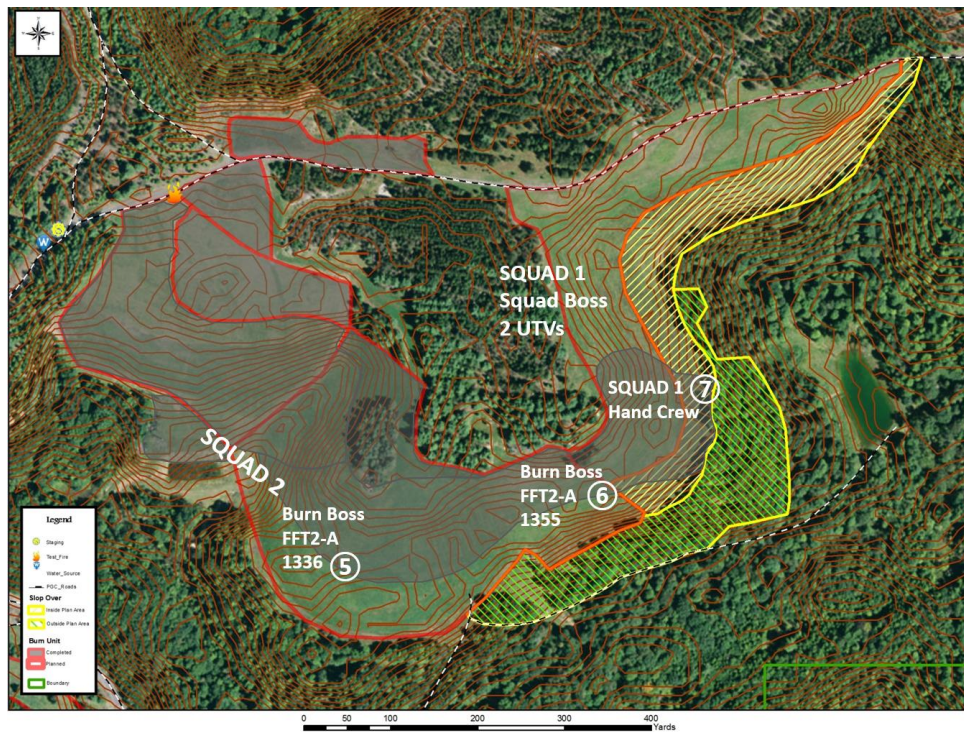 SQUAD 1
Squad Boss
2 UTVs
SQUAD 1 7
Hand Crew
SQUAD 2
Burn Boss
FFT2-A
1355
6
Burn Boss
FFT2-A
1336 5
W
Legend
Staging
Test_Fire
Water_Source
POC_Roads
Slop Over
Inside Plan Area
Outside Plan Area
Burn Unit
Completed
Planned
Boundary
0 50 100 200 300 400
Yards